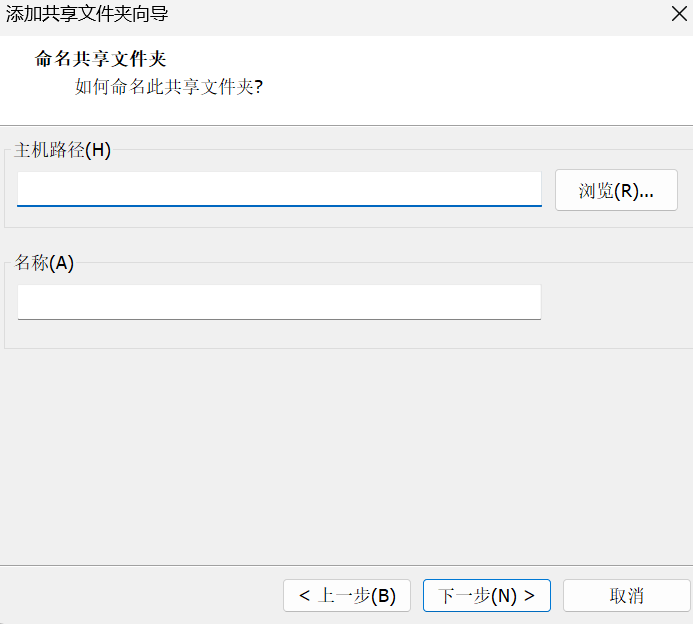 添加共享文件夹向导
命名共享文件夹
如何命名此共享文件夹?
主机路径(H)
浏览(R)...
名称(A)
< 上一步(B)
下一步(N) >
取消